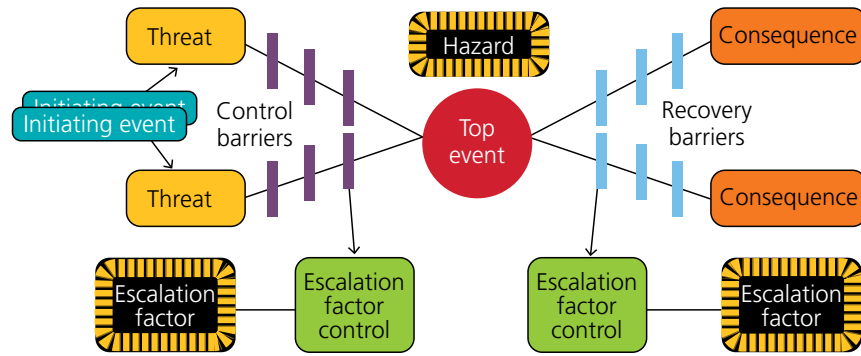 Threat
Hazard
Consequence
Initiating event
Initiating event
Control
barriers
Top
event
Recovery
barriers
Threat
Consequence
Escalation
factor
Escalation
factor
control
Escalation
factor
control
Escalation
factor